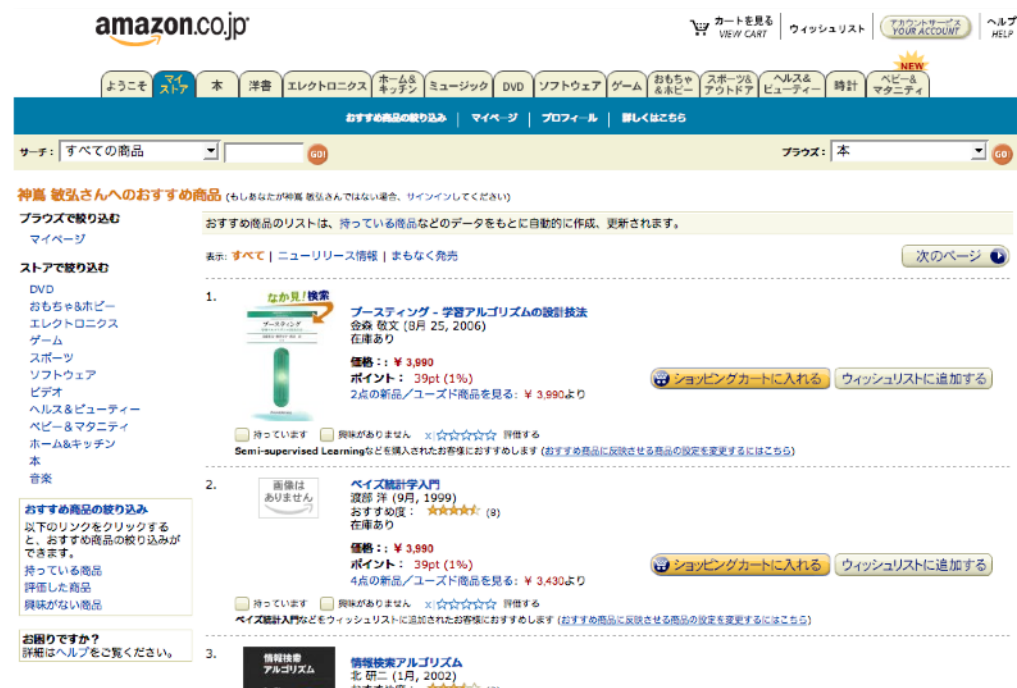 amazon.co.jp
カートを見る
VIEW CART
ウィッシュリスト
アカウントサービス
YOUR ACCOUNT
ヘルプ
HELP
NEW
ようこそ
マイ
ストア
本
洋書
エレクトロニクス
ホーム&
キッチン
ミュージック
DVD
ソフトウェア
ゲーム
おもちゃ
&ホビー
スポーツ&
アウトドア
ヘルス&
ビューティー
時計
ベビー&
マタニティ
おすすめ商品の絞り込み | マイページ | プロフィール | 詳しくはこちら
サーチ: すべての商品 GO!
ブラウズ: 本 GO
神嶌 敏弘さんへのおすすめ商品 (もしあなたが神嶌 敏弘さんではない場合、サインインしてください)
ブラウズで絞り込む
マイページ
ストアで絞り込む
DVD
おもちゃ&ホビー
エレクトロニクス
ゲーム
スポーツ
ソフトウェア
ビデオ
ヘルス&ビューティー
ベビー&マタニティ
ホーム&キッチン
本
音楽
おすすめ商品の絞り込み
以下のリンクをクリックする
と、おすすめ商品の絞り込みが
できます。
持っている商品
評価した商品
興味がない商品
お困りですか?
詳細はヘルプをご覧ください。
おすすめ商品のリストは、持っている商品などのデータをもとに自動的に作成、更新されます。
表示: すべて | ニューリリース情報 | まもなく発売
次のページ
1.
なか見!検索
ブースティング
ブースティング - 学習アルゴリズムの設計技法
金森 敬文 (8月 25, 2006)
在庫あり
価格:: ¥ 3,990
ポイント: 39pt (1%)
2点の新品/ユーズド商品を見る: ¥ 3,990より
ショッピングカートに入れる
ウィッシュリストに追加する
持っています 興味がありません x 評価する
Semi-supervised Learningなどを購入されたお客様におすすめします (おすすめ商品に反映させる商品の設定を変更するにはこちら)
2.
画像は
ありません
ベイズ統計学入門
渡部 洋 (9月, 1999)
おすすめ度: (8)
在庫あり
価格:: ¥ 3,990
ポイント: 39pt (1%)
4点の新品/ユーズド商品を見る: ¥ 3,430より
ショッピングカートに入れる
ウィッシュリストに追加する
持っています 興味がありません x 評価する
ベイズ統計入門などをウィッシュリストに追加されたお客様におすすめします (おすすめ商品に反映させる商品の設定を変更するにはこちら)
3.
情報検索
アルゴリズム
情報検索アルゴリズム
北 研二 (1月, 2002)